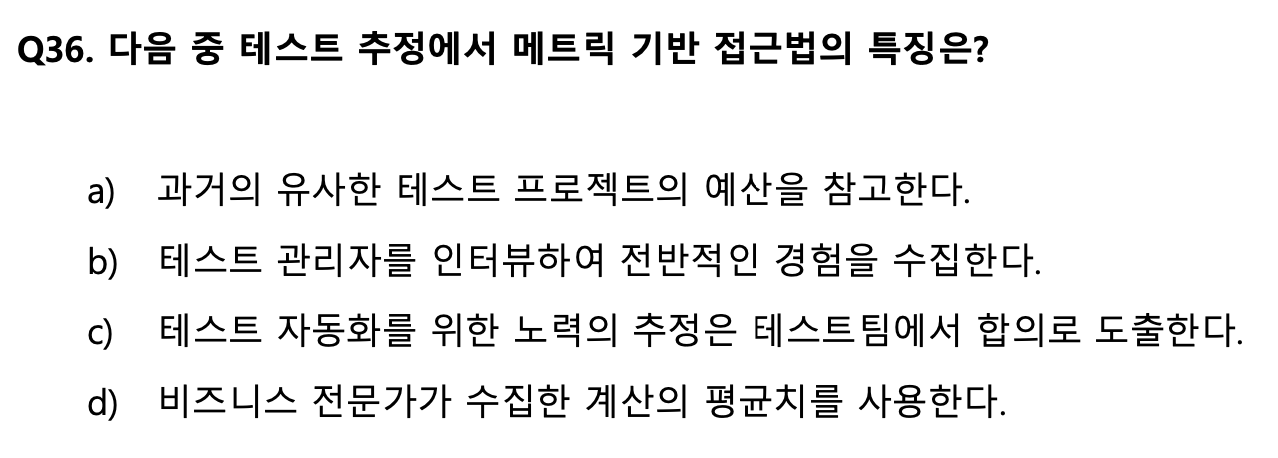 Q36. 다음 중 테스트 추정에서 메트릭 기반 접근법의 특징은?
a) 과거의 유사한 테스트 프로젝트의 예산을 참고한다.
b) 테스트 관리자를 인터뷰하여 전반적인 경험을 수집한다.
c) 테스트 자동화를 위한 노력의 추정은 테스트팀에서 합의로 도출한다.
d) 비즈니스 전문가가 수집한 계산의 평균치를 사용한다.